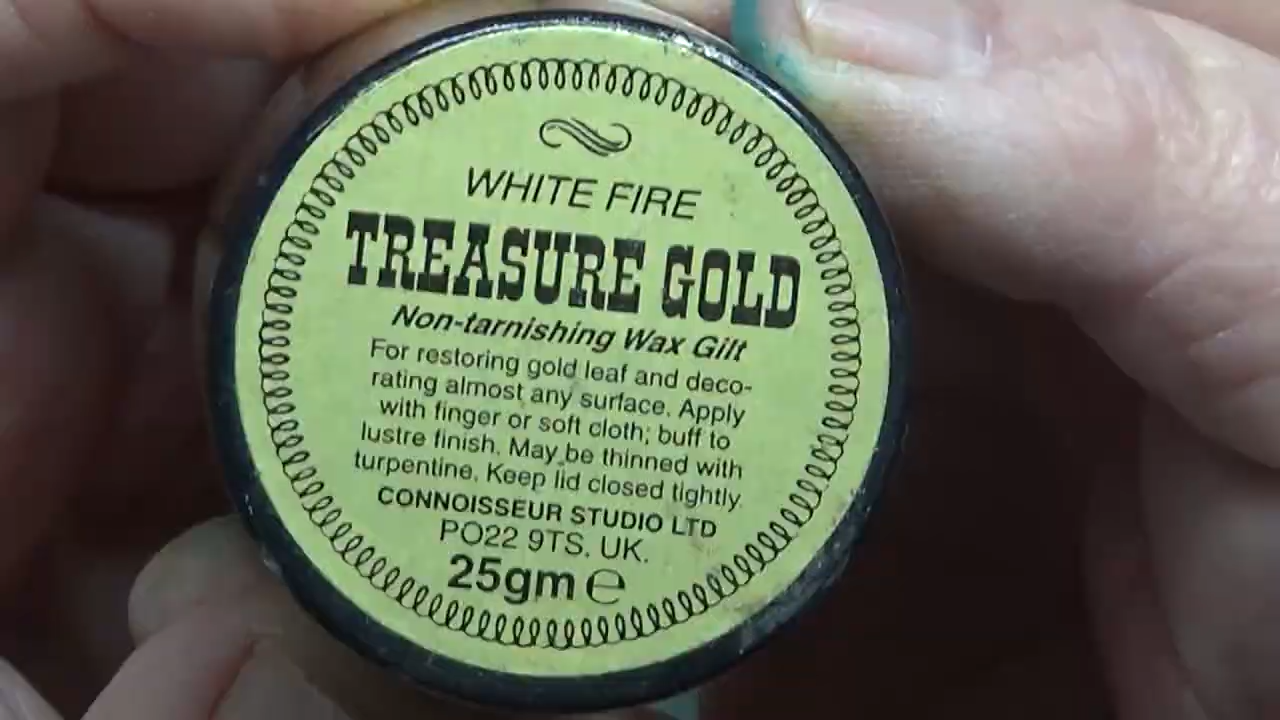 WHITE FIRE
TREASURE GOLD
Non-tarnishing Wax Gilt
For restoring gold leaf and deco-
rating almost any surface. Apply
with finger or soft cloth; buff to
lustre finish. May be thinned with
turpentine. Keep lid closed tightly.
CONNOISSEUR STUDIO LTD
PO22 9TS. UK.
25gm ℮